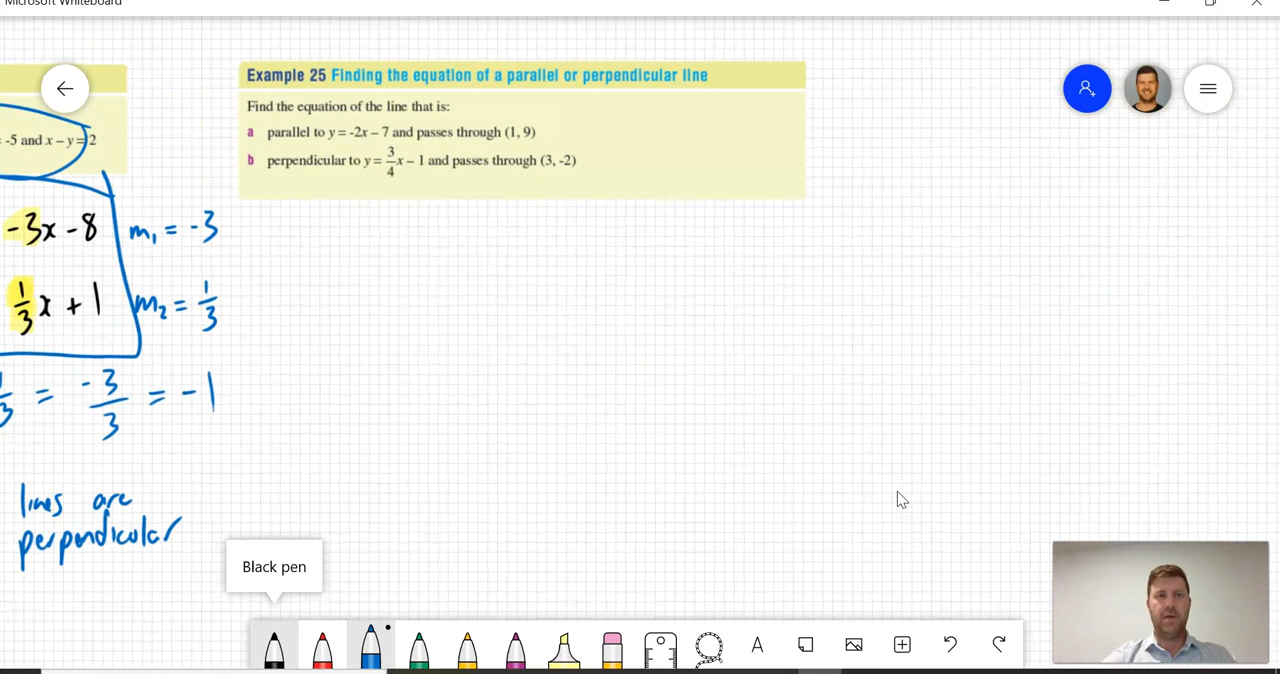 Microsoft Whiteboard
= -5 and x – y = 2
-3x - 8
m₁ = -3
1/3 x + 1
m₂ = 1/3
= -3/3 = -1
lines are
perpendicular
Example 25 Finding the equation of a parallel or perpendicular line
Find the equation of the line that is:
a parallel to y = -2x – 7 and passes through (1, 9)
b perpendicular to y = 3/4 x – 1 and passes through (3, -2)
Black pen
A